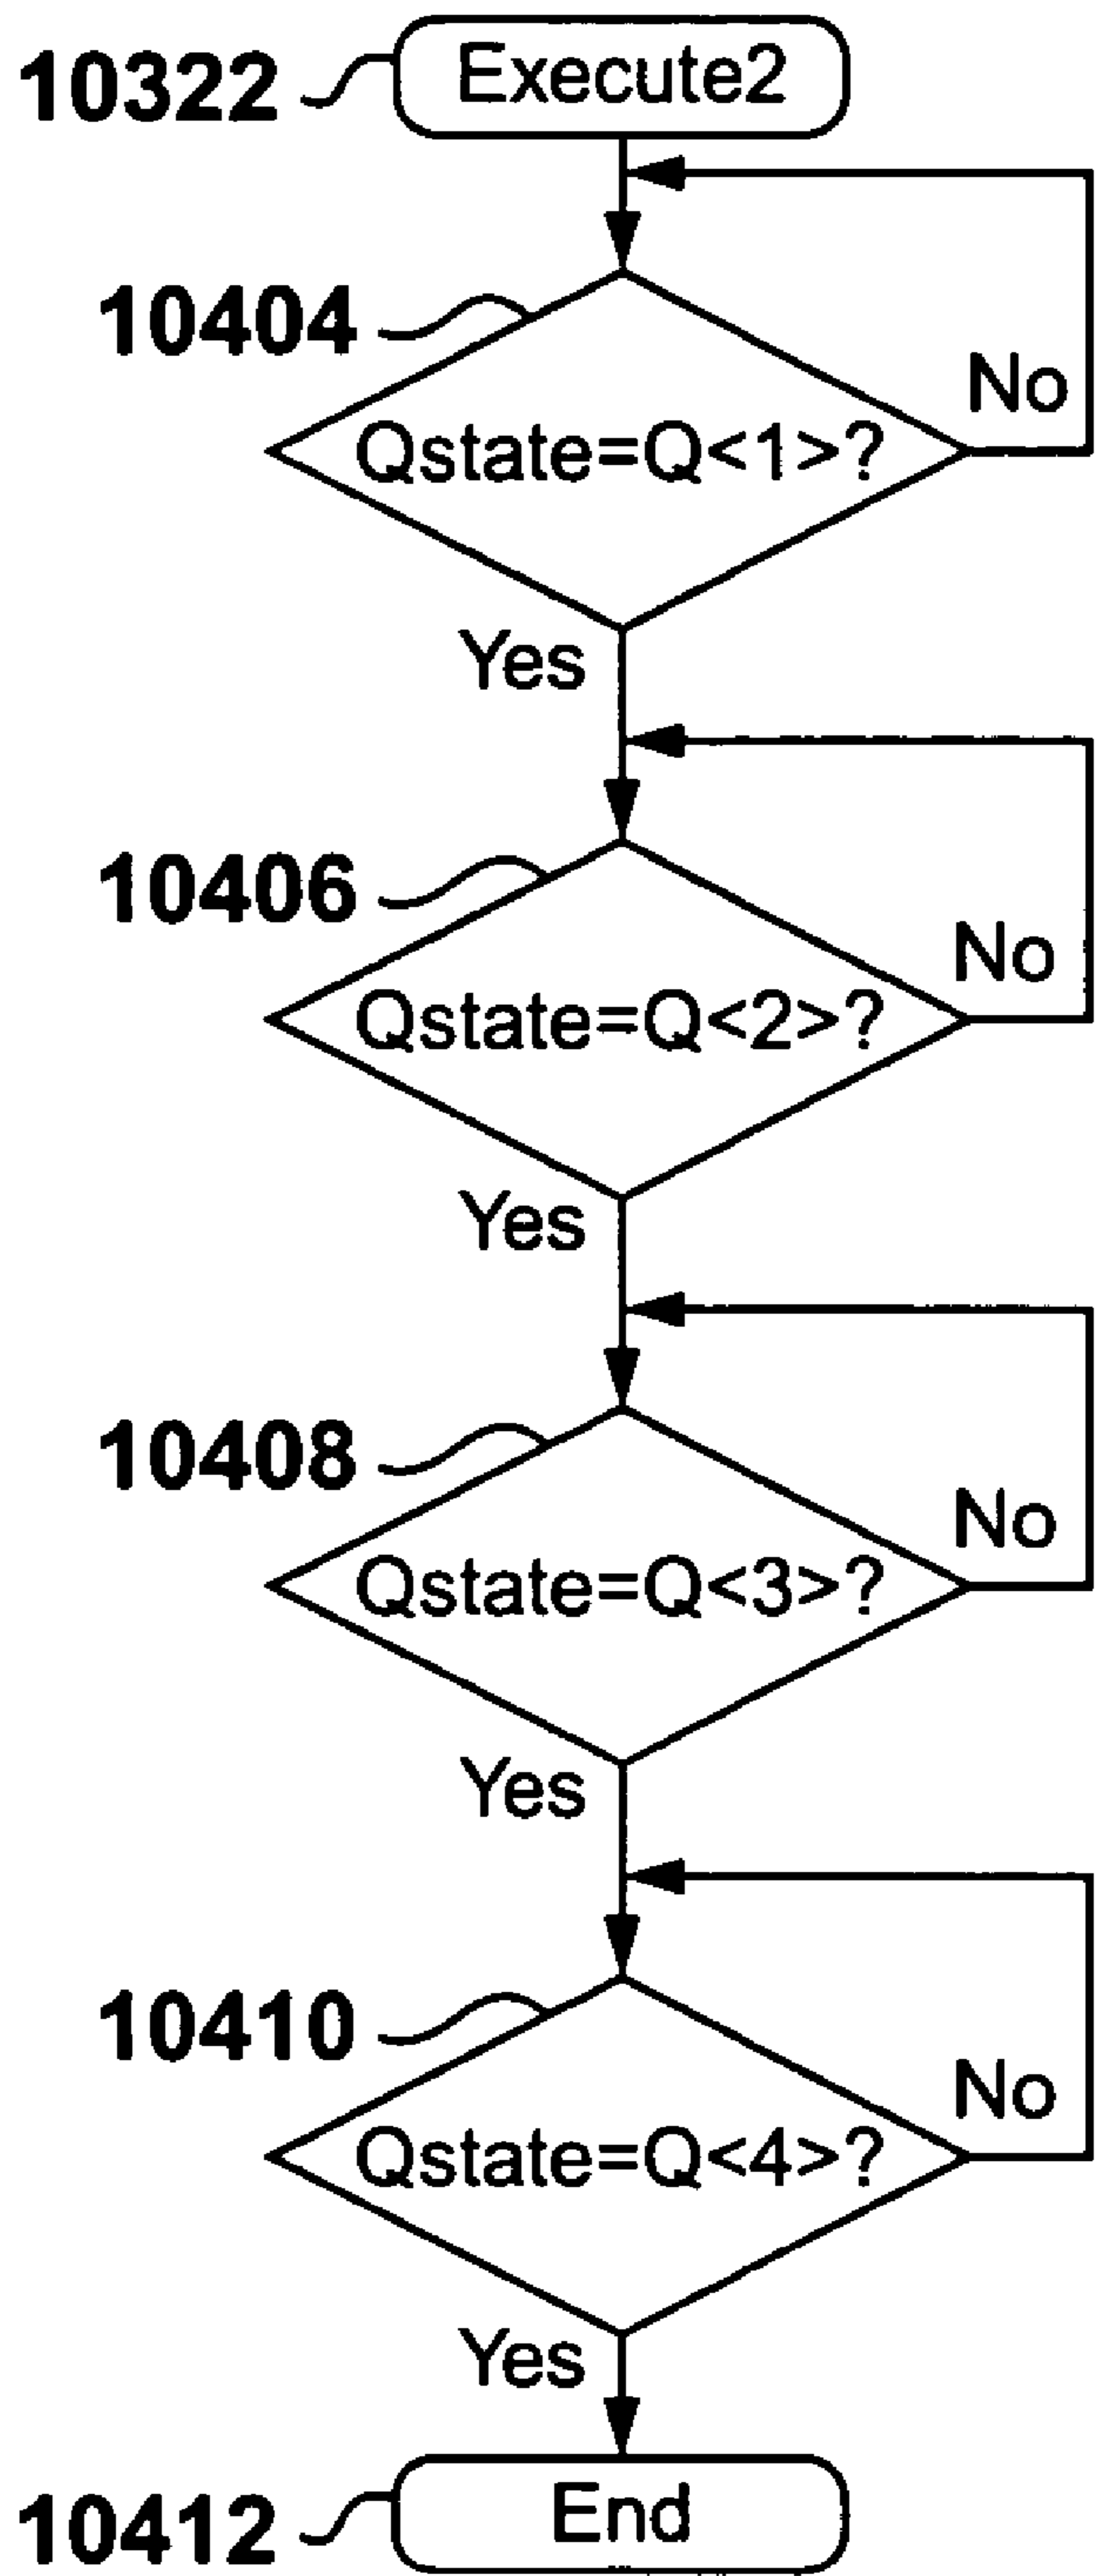 10322 Execute2
10404
No
Qstate=Q<1>?
Yes
10406
No
Qstate=Q<2>?
Yes
10408
No
Qstate=Q<3>?
Yes
10410
No
Qstate=Q<4>?
Yes
10412 End